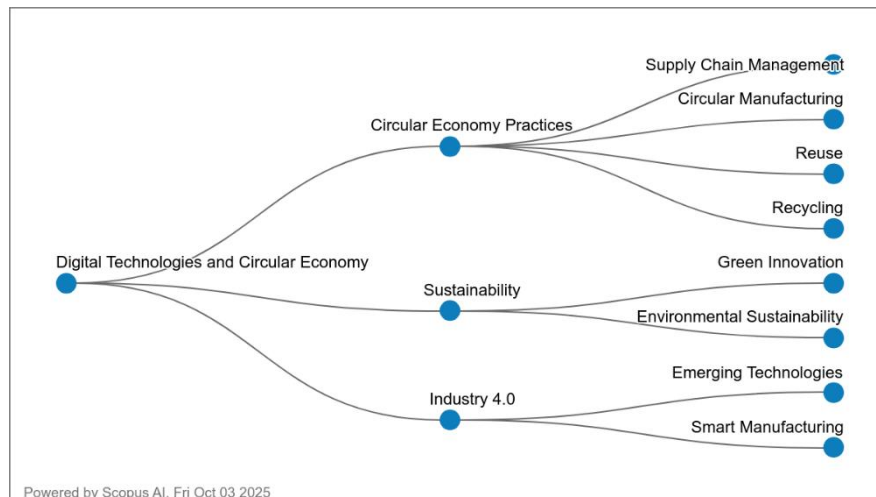 Supply Chain Management
Circular Manufacturing
Circular Economy Practices
Reuse
Recycling
Digital Technologies and Circular Economy
Green Innovation
Sustainability
Environmental Sustainability
Emerging Technologies
Industry 4.0
Smart Manufacturing
Powered by Scopus AI, Fri Oct 03 2025